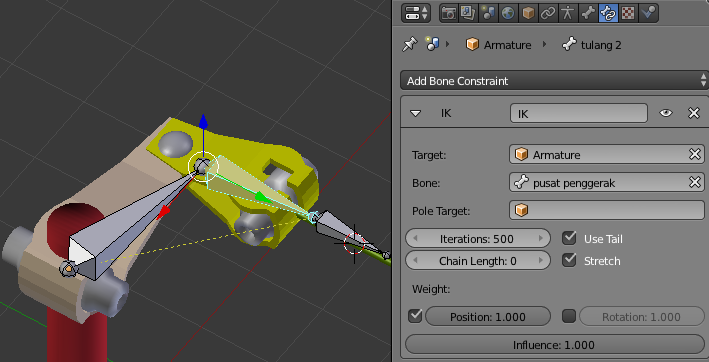 Armature
tulang 2
Add Bone Constraint
IK
IK
Target:
Armature
Bone:
pusat penggerak
Pole Target:
Iterations: 500
Use Tail
Chain Length: 0
Stretch
Weight:
Position: 1.000
Rotation: 1.000
Influence: 1.000